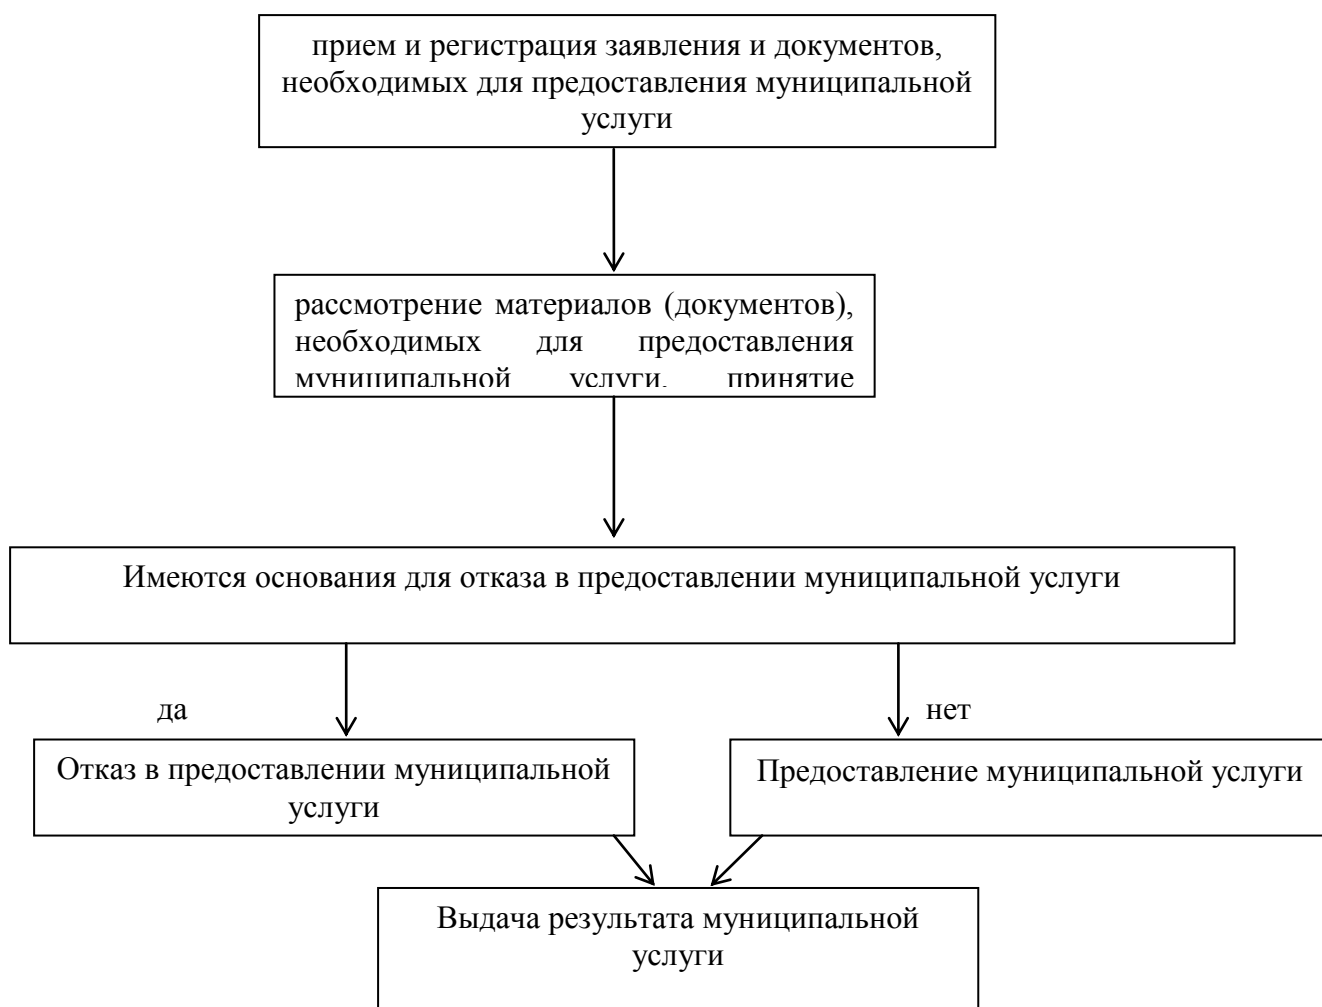 прием и регистрация заявления и документов,
необходимых для предоставления муниципальной
услуги
рассмотрение материалов (документов),
необходимых для предоставления
муниципальной услуги, принятие
Имеются основания для отказа в предоставлении муниципальной услуги
да
нет
Отказ в предоставлении муниципальной
услуги
Предоставление муниципальной услуги
Выдача результата муниципальной
услуги